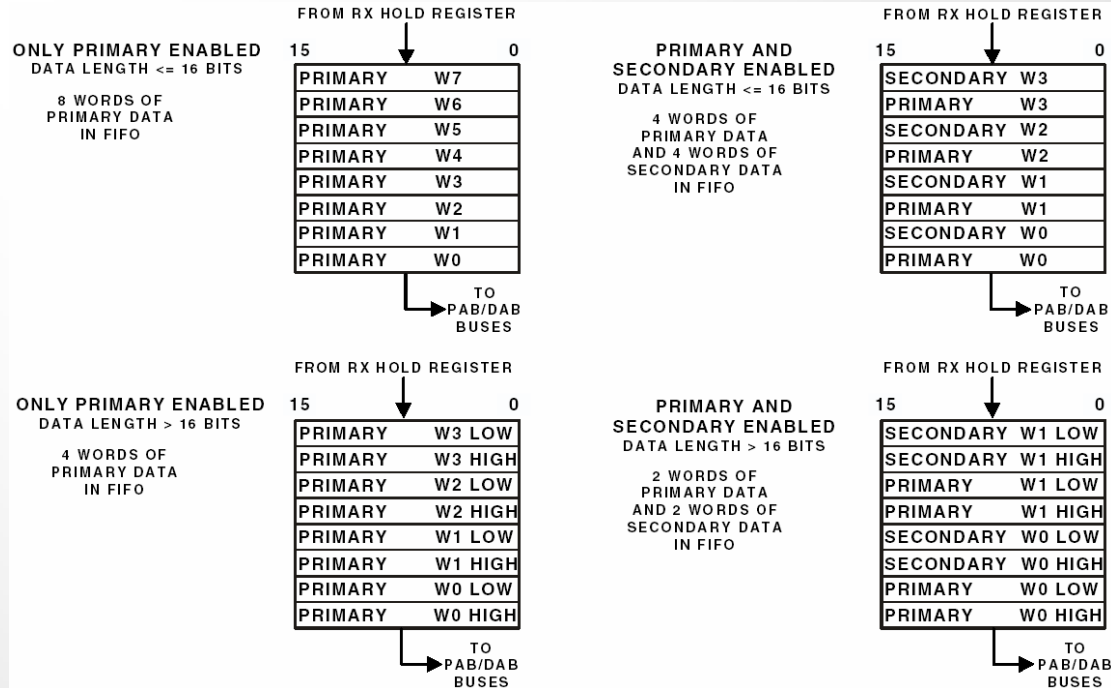 FROM RX HOLD REGISTER
ONLY PRIMARY ENABLED
DATA LENGTH <= 16 BITS
8 WORDS OF
PRIMARY DATA
IN FIFO
15 0
PRIMARY W7
PRIMARY W6
PRIMARY W5
PRIMARY W4
PRIMARY W3
PRIMARY W2
PRIMARY W1
PRIMARY W0
TO
PAB/DAB
BUSES
FROM RX HOLD REGISTER
PRIMARY AND
SECONDARY ENABLED
DATA LENGTH <= 16 BITS
4 WORDS OF
PRIMARY DATA
AND 4 WORDS OF
SECONDARY DATA
IN FIFO
15 0
SECONDARY W3
PRIMARY W3
SECONDARY W2
PRIMARY W2
SECONDARY W1
PRIMARY W1
SECONDARY W0
PRIMARY W0
TO
PAB/DAB
BUSES
FROM RX HOLD REGISTER
ONLY PRIMARY ENABLED
DATA LENGTH > 16 BITS
4 WORDS OF
PRIMARY DATA
IN FIFO
15 0
PRIMARY W3 LOW
PRIMARY W3 HIGH
PRIMARY W2 LOW
PRIMARY W2 HIGH
PRIMARY W1 LOW
PRIMARY W1 HIGH
PRIMARY W0 LOW
PRIMARY W0 HIGH
TO
PAB/DAB
BUSES
FROM RX HOLD REGISTER
PRIMARY AND
SECONDARY ENABLED
DATA LENGTH > 16 BITS
2 WORDS OF
PRIMARY DATA
AND 2 WORDS OF
SECONDARY DATA
IN FIFO
15 0
SECONDARY W1 LOW
SECONDARY W1 HIGH
PRIMARY W1 LOW
PRIMARY W1 HIGH
SECONDARY W0 LOW
SECONDARY W0 HIGH
PRIMARY W0 LOW
PRIMARY W0 HIGH
TO
PAB/DAB
BUSES